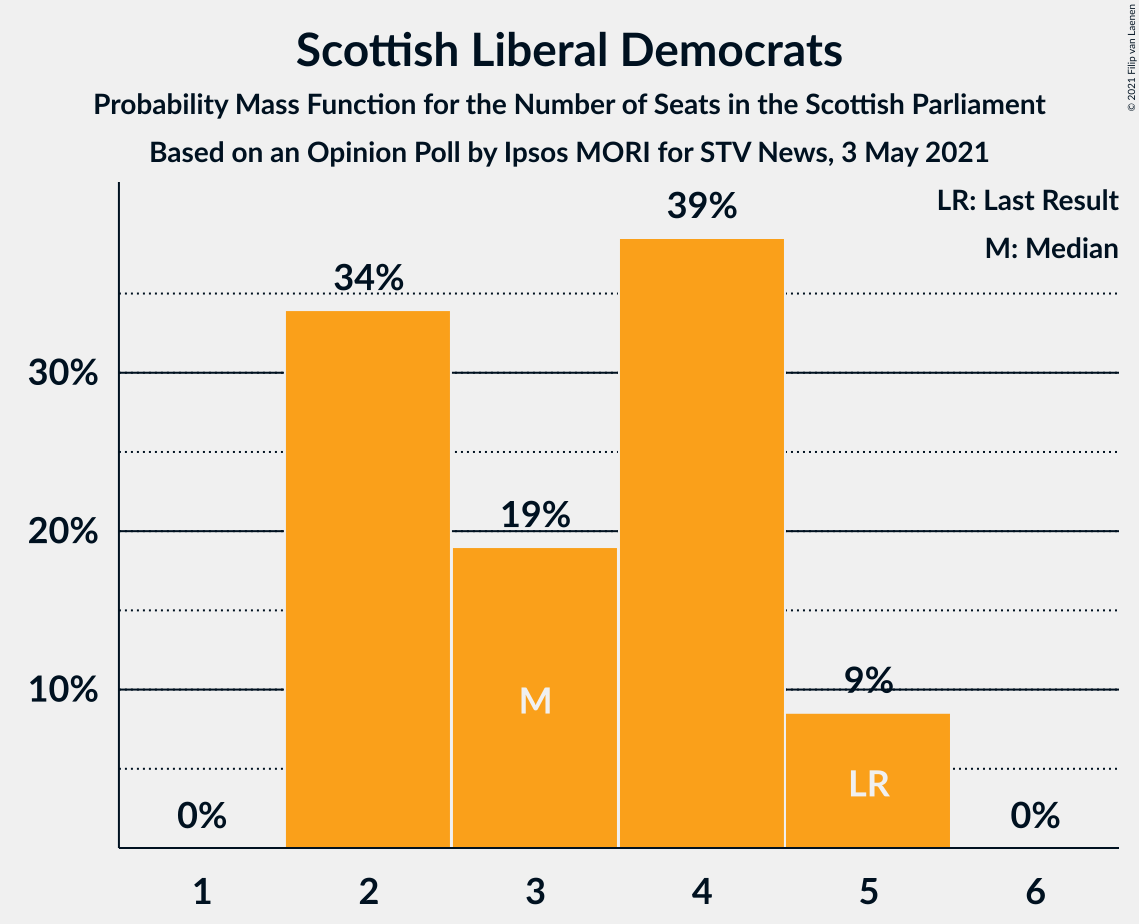 Scottish Liberal Democrats
Probability Mass Function for the Number of Seats in the Scottish Parliament
Based on an Opinion Poll by Ipsos MORI for STV News, 3 May 2021
© 2021 Filip van Laenen
LR: Last Result
M: Median
39%
34%
30%
19%
20%
9%
10%
M
LR
0%
0%
1 2 3 4 5 6